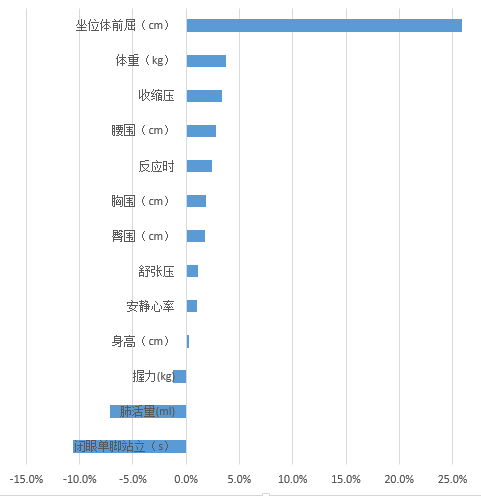 坐位体前屈（cm）
体重（kg）
收缩压
腰围（cm）
反应时
胸围（cm）
臀围（cm）
舒张压
安静心率
身高（cm）
握力(kg)
肺活量(ml)
闭眼单脚站立（s）
-15.0% -10.0% -5.0% 0.0% 5.0% 10.0% 15.0% 20.0% 25.0%